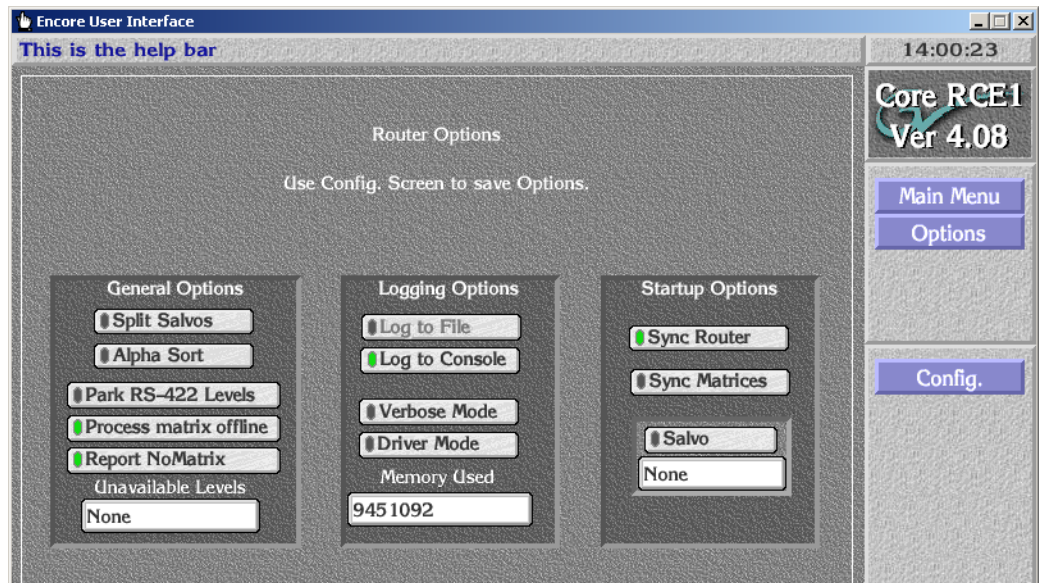 Encore User Interface
This is the help bar
14:00:23
Core RCE1
Ver 4.08
Router Options
Use Config. Screen to save Options.
Main Menu
Options
Config.
General Options
Split Salvos
Alpha Sort
Park RS-422 Levels
Process matrix offline
Report NoMatrix
Unavailable Levels
None
Logging Options
Log to File
Log to Console
Verbose Mode
Driver Mode
Memory Used
9451092
Startup Options
Sync Router
Sync Matrices
Salvo
None